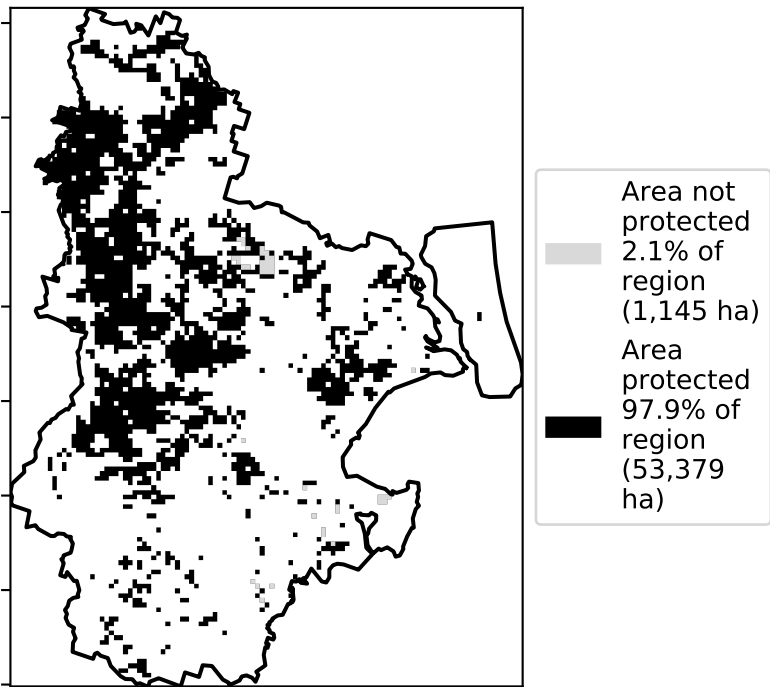 Area not
protected
2.1% of
region
(1,145 ha)
Area
protected
97.9% of
region
(53,379
ha)